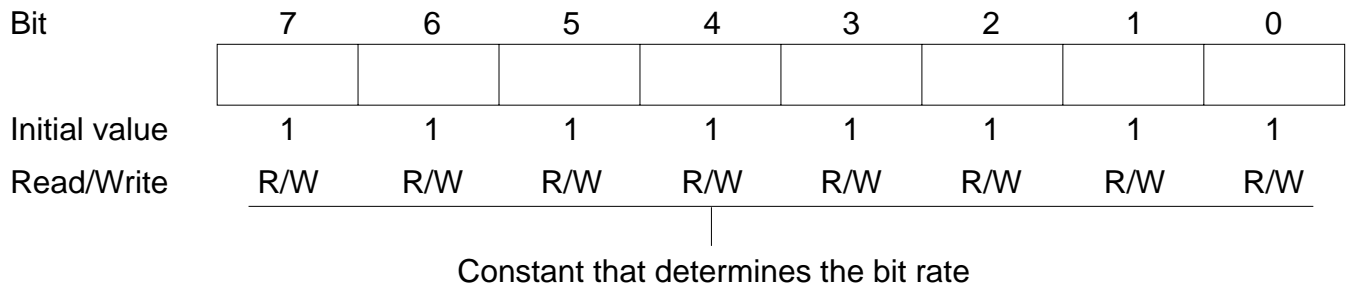 Bit 7 6 5 4 3 2 1 0
Initial value 1 1 1 1 1 1 1 1
Read/Write R/W R/W R/W R/W R/W R/W R/W R/W
Constant that determines the bit rate